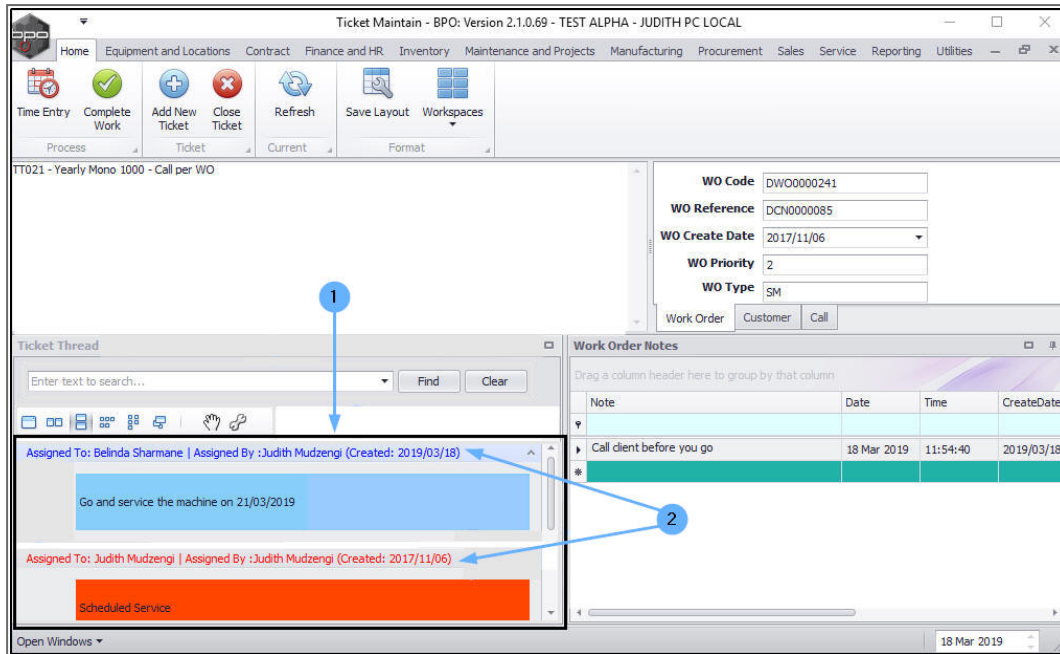 Ticket Maintain - BPO: Version 2.1.0.69 - TEST ALPHA - JUDITH PC LOCAL
BPO
Home Equipment and Locations Contract Finance and HR Inventory Maintenance and Projects Manufacturing Procurement Sales Service Reporting Utilities
Time Entry Complete Work Add New Ticket Close Ticket Refresh Save Layout Workspaces
Process Ticket Current Format
TT021 - Yearly Mono 1000 - Call per WO
WO Code DWO0000241
WO Reference DCN0000085
WO Create Date 2017/11/06
WO Priority 2
WO Type SM
Work Order Customer Call
1
Ticket Thread
Enter text to search... Find Clear
Assigned To: Belinda Sharmane | Assigned By :Judith Mudzengi (Created: 2019/03/18)
Go and service the machine on 21/03/2019
Assigned To: Judith Mudzengi | Assigned By :Judith Mudzengi (Created: 2017/11/06)
Scheduled Service
2
Work Order Notes
Drag a column header here to group by that column
Note Date Time CreateDate
Call client before you go 18 Mar 2019 11:54:40 2019/03/18
Open Windows 18 Mar 2019